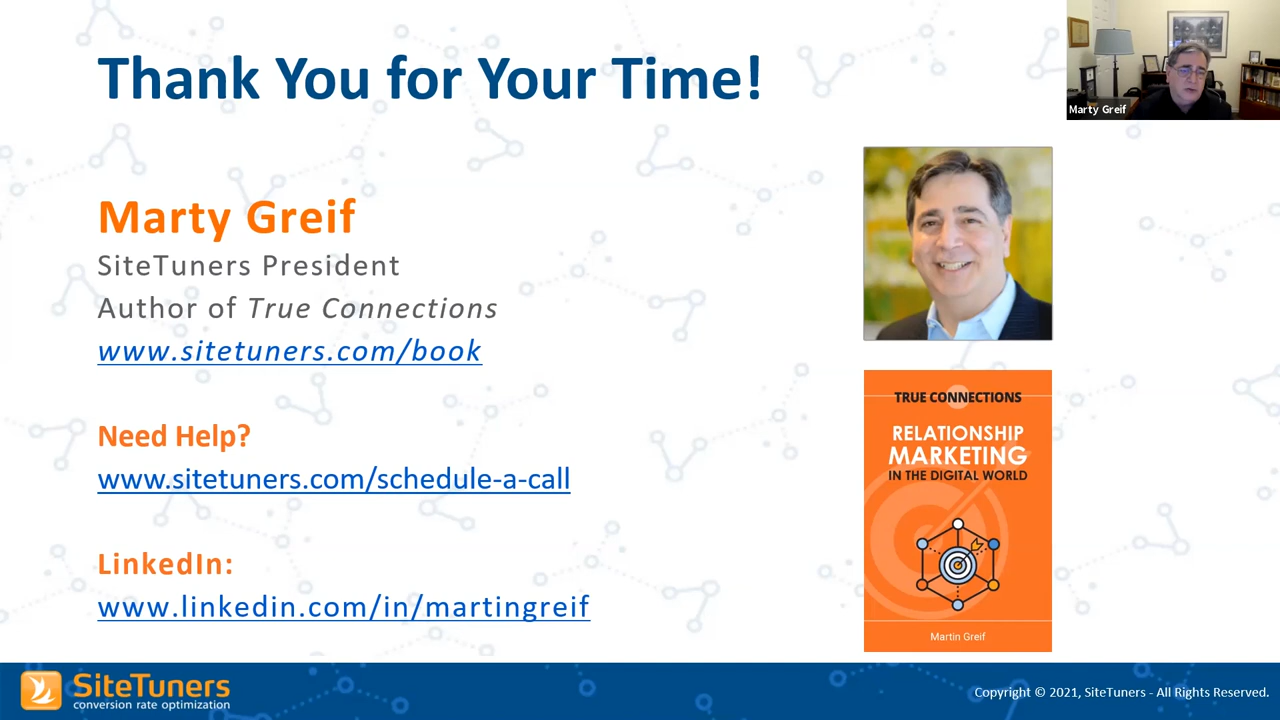 Thank You for Your Time!
Marty Greif
Marty Greif
SiteTuners President
Author of True Connections
www.sitetuners.com/book
Need Help?
www.sitetuners.com/schedule-a-call
LinkedIn:
www.linkedin.com/in/martingreif
TRUE CONNECTIONS
RELATIONSHIP
MARKETING
IN THE DIGITAL WORLD
Martin Greif
SiteTuners
conversion rate optimization
Copyright © 2021, SiteTuners - All Rights Reserved.